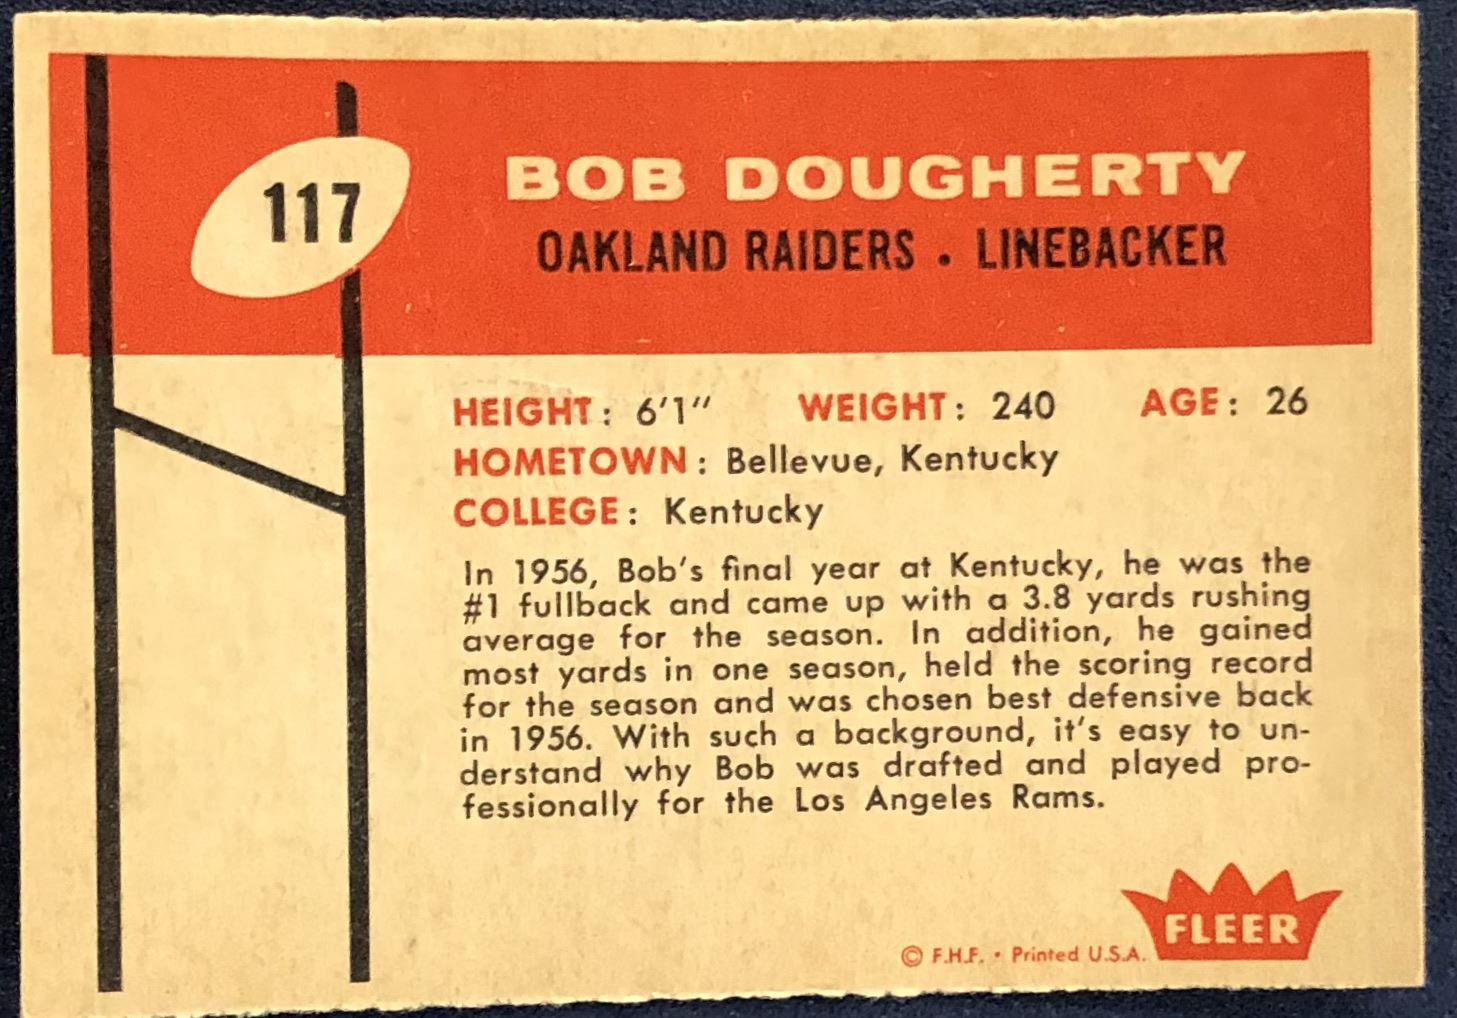 117
BOB DOUGHERTY
OAKLAND RAIDERS . LINEBACKER
HEIGHT: 6'1" WEIGHT: 240 AGE: 26
HOMETOWN: Bellevue, Kentucky
COLLEGE: Kentucky
In 1956, Bob's final year at Kentucky, he was the
#1 fullback and came up with a 3.8 yards rushing
average for the season. In addition, he gained
most yards in one season, held the scoring record
for the season and was chosen best defensive back
in 1956. With such a background, it's easy to un-
derstand why Bob was drafted and played pro-
fessionally for the Los Angeles Rams.
FLEER
© F.H.F. • Printed U.S.A.